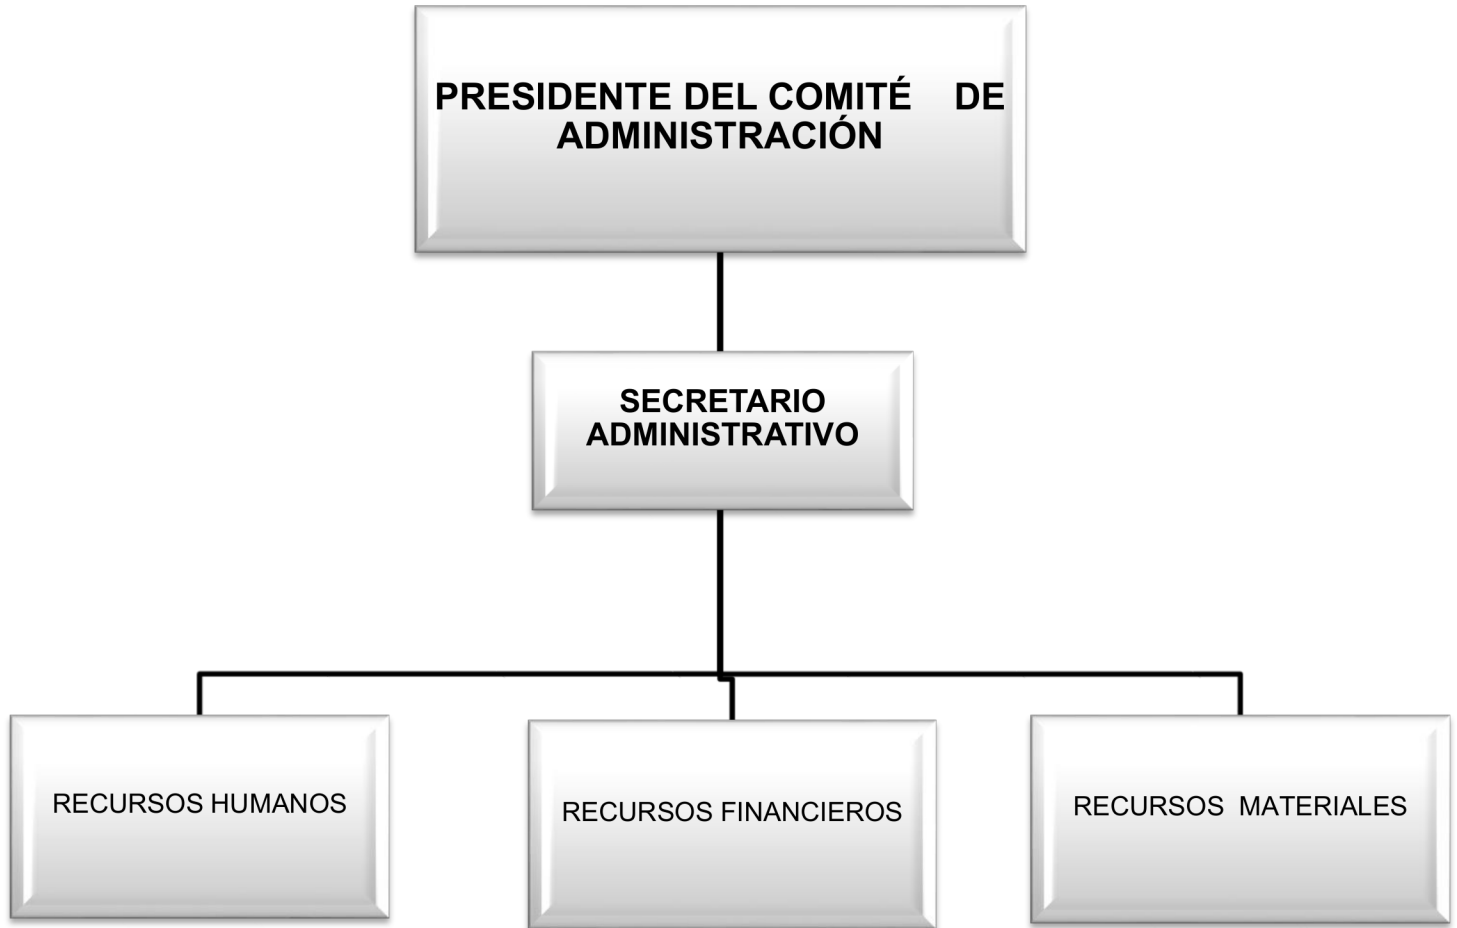 PRESIDENTE DEL COMITÉ DE
ADMINISTRACIÓN
SECRETARIO
ADMINISTRATIVO
RECURSOS HUMANOS
RECURSOS FINANCIEROS
RECURSOS MATERIALES